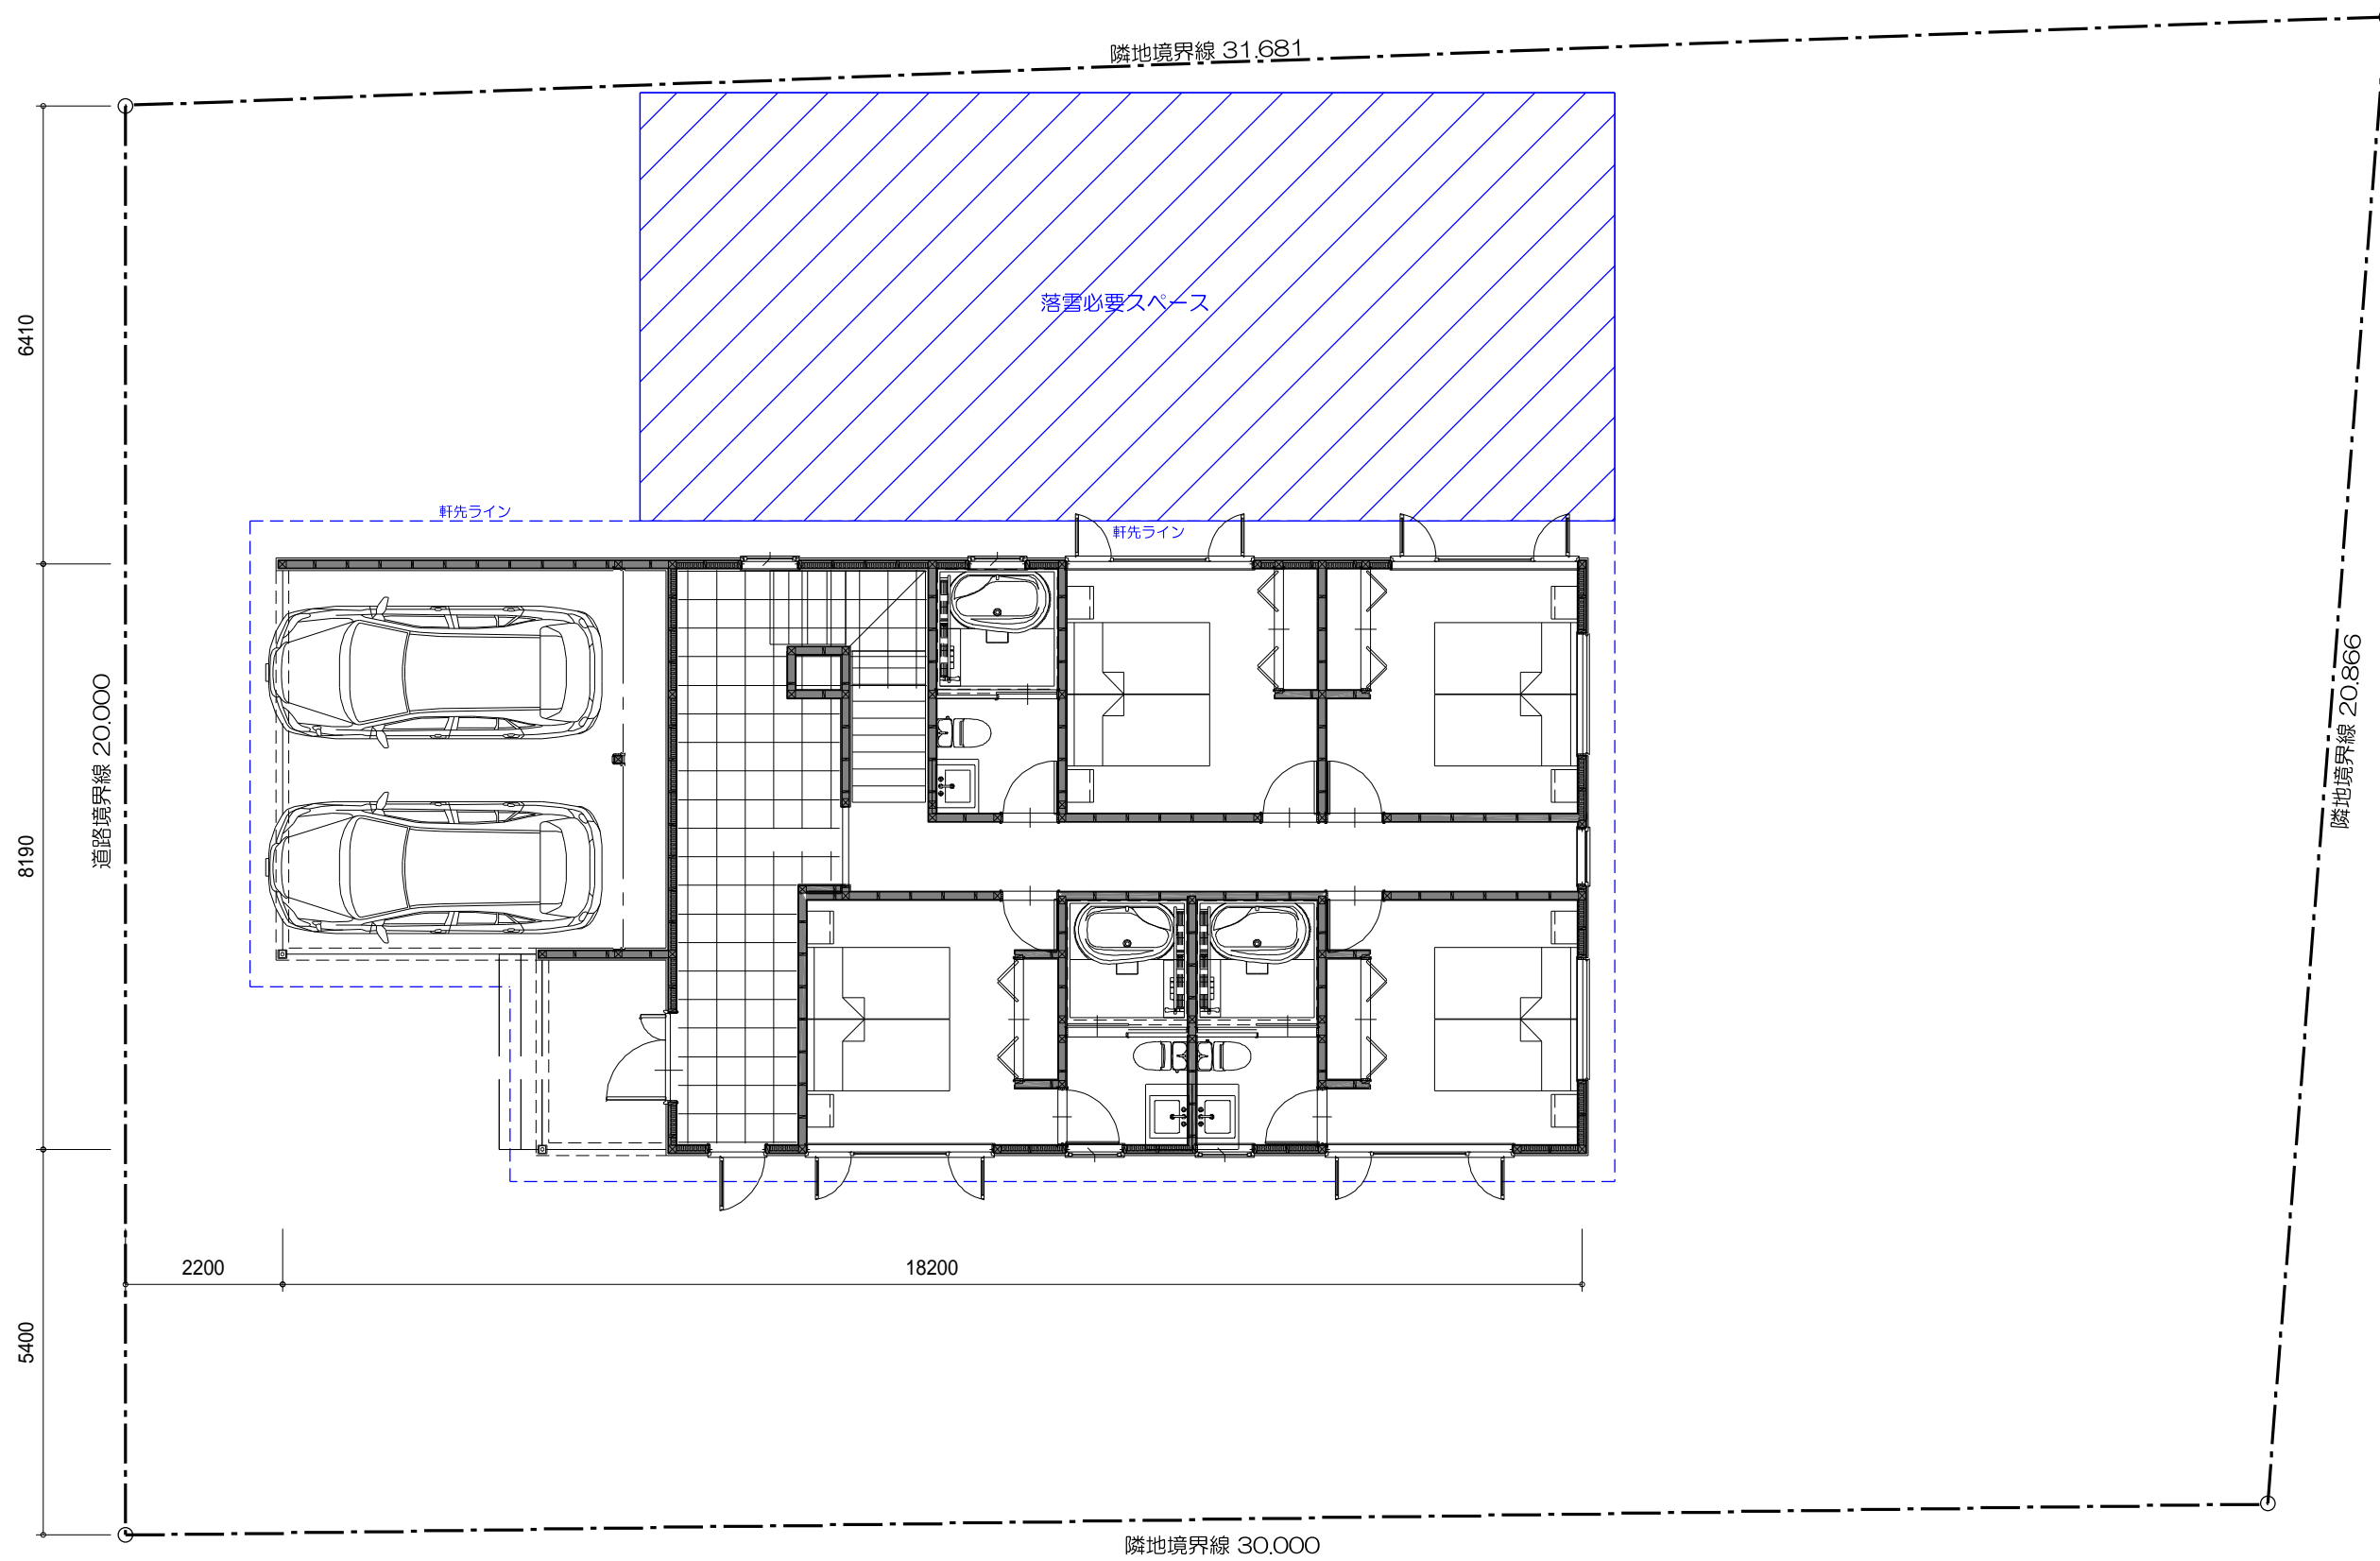 隣地境界線 31.681
6410
落雪必要スペース
軒先ライン
軒先ライン
道路境界線 20.000
隣地境界線 20.866
8190
2200
18200
5400
隣地境界線 30.000